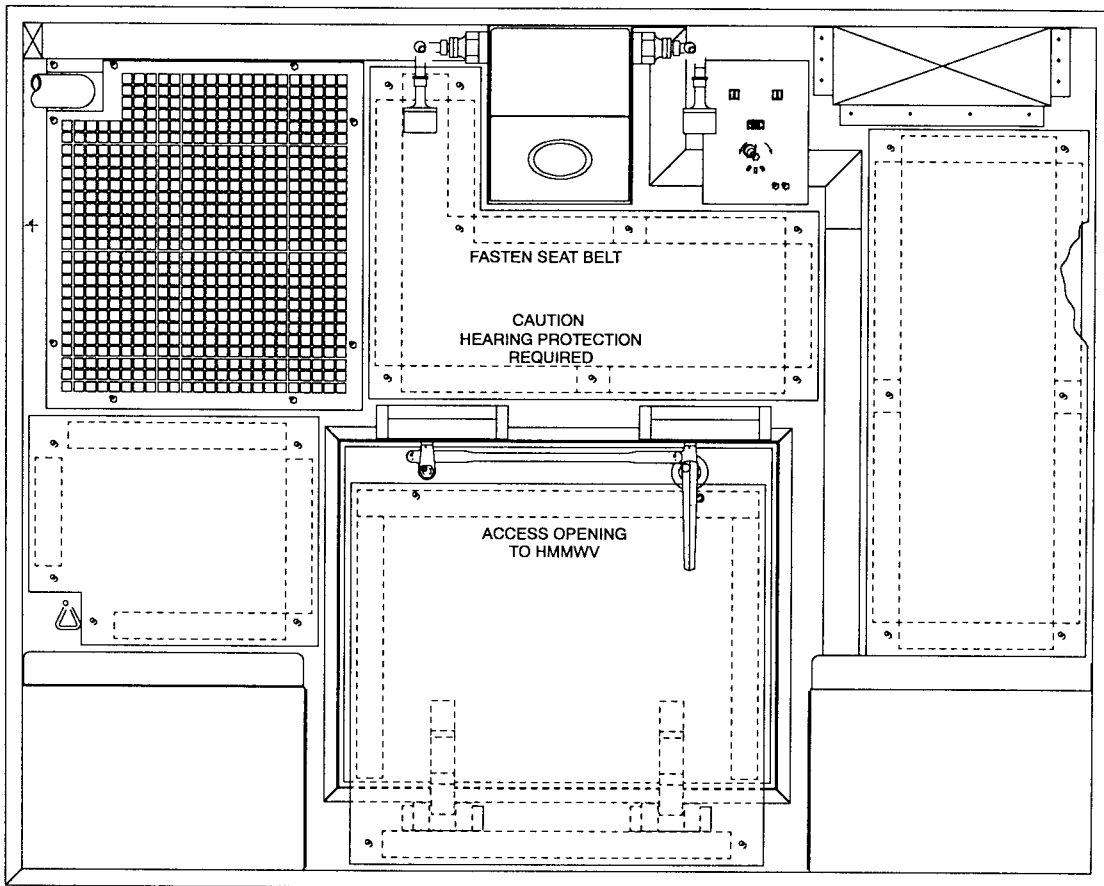 FASTEN SEAT BELT
CAUTION
HEARING PROTECTION
REQUIRED
ACCESS OPENING
TO HMMWV